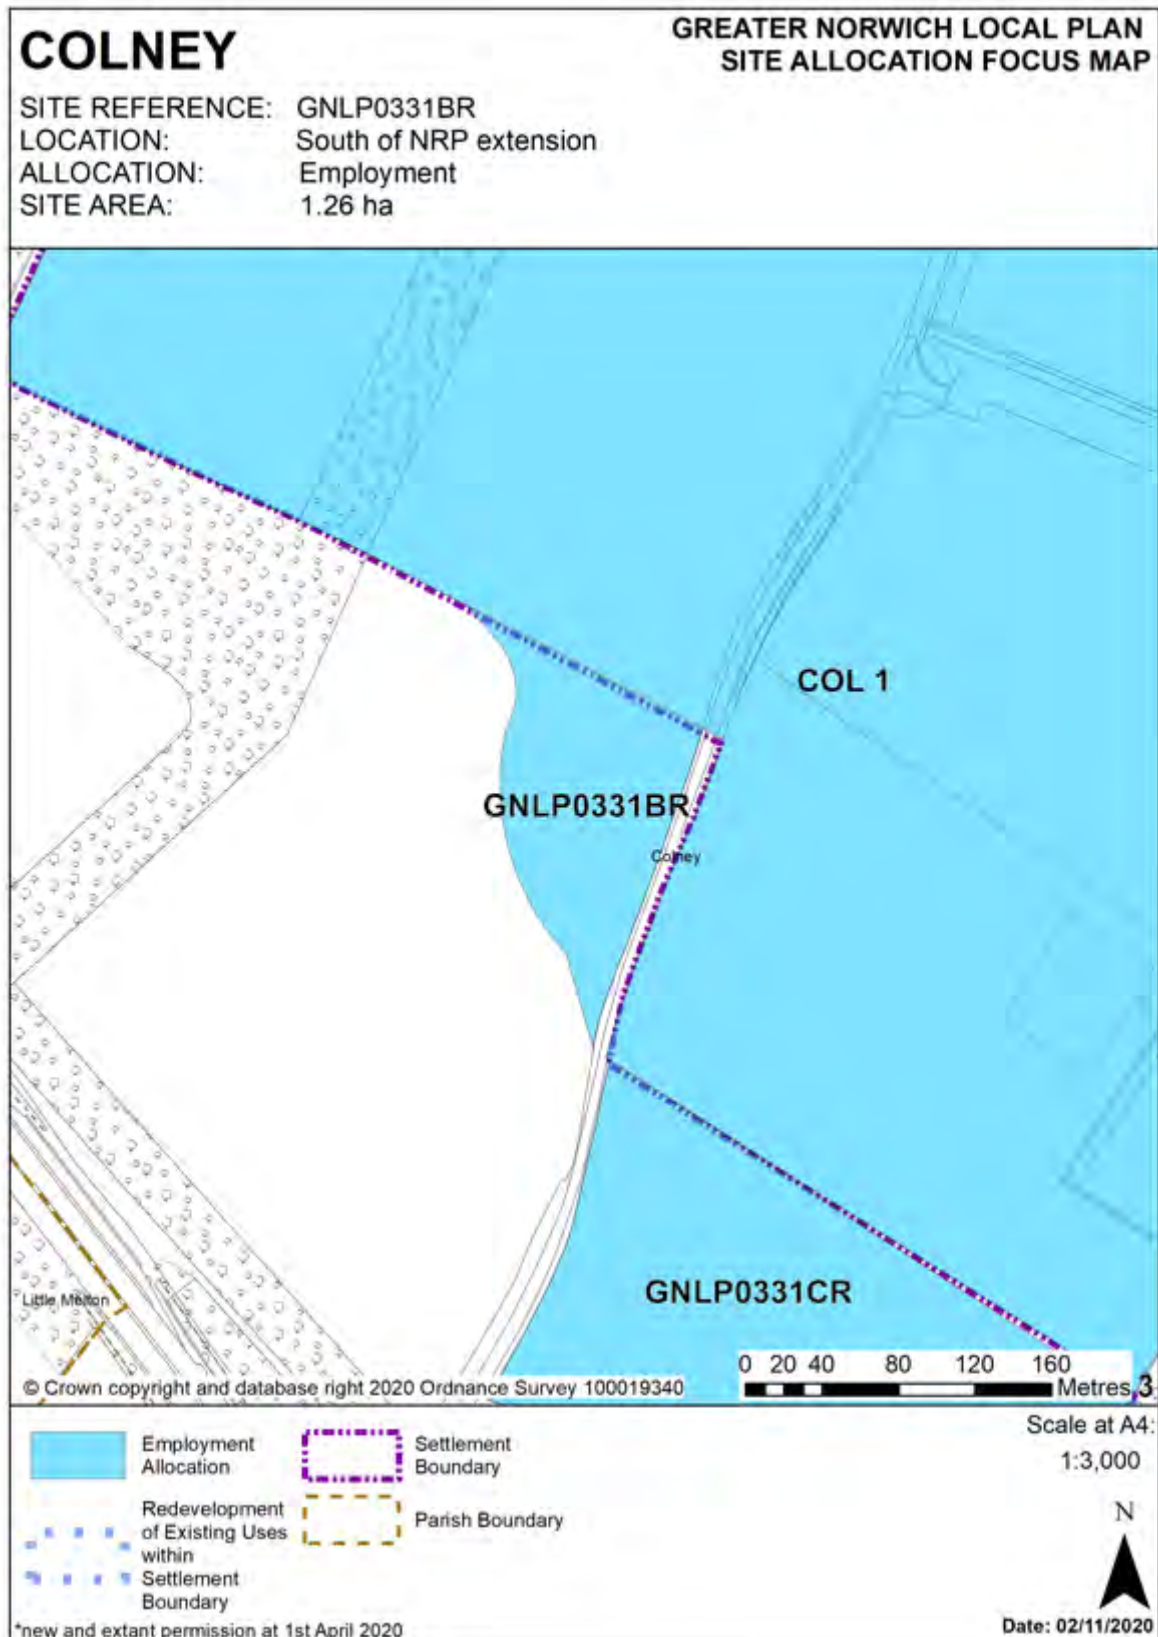 COLNEY
GREATER NORWICH LOCAL PLAN
SITE ALLOCATION FOCUS MAP
SITE REFERENCE: GNLP0331BR
LOCATION: South of NRP extension
ALLOCATION: Employment
SITE AREA: 1.26 ha
COL 1
GNLP0331BR
Colney
GNLP0331CR
Little Melton
0 20 40 80 120 160
Metres
3
© Crown copyright and database right 2020 Ordnance Survey 100019340
Employment
Allocation
Redevelopment
of Existing Uses
within
Settlement
Boundary
Settlement
Boundary
Parish Boundary
Scale at A4:
1:3,000
N
*new and extant permission at 1st April 2020
Date: 02/11/2020